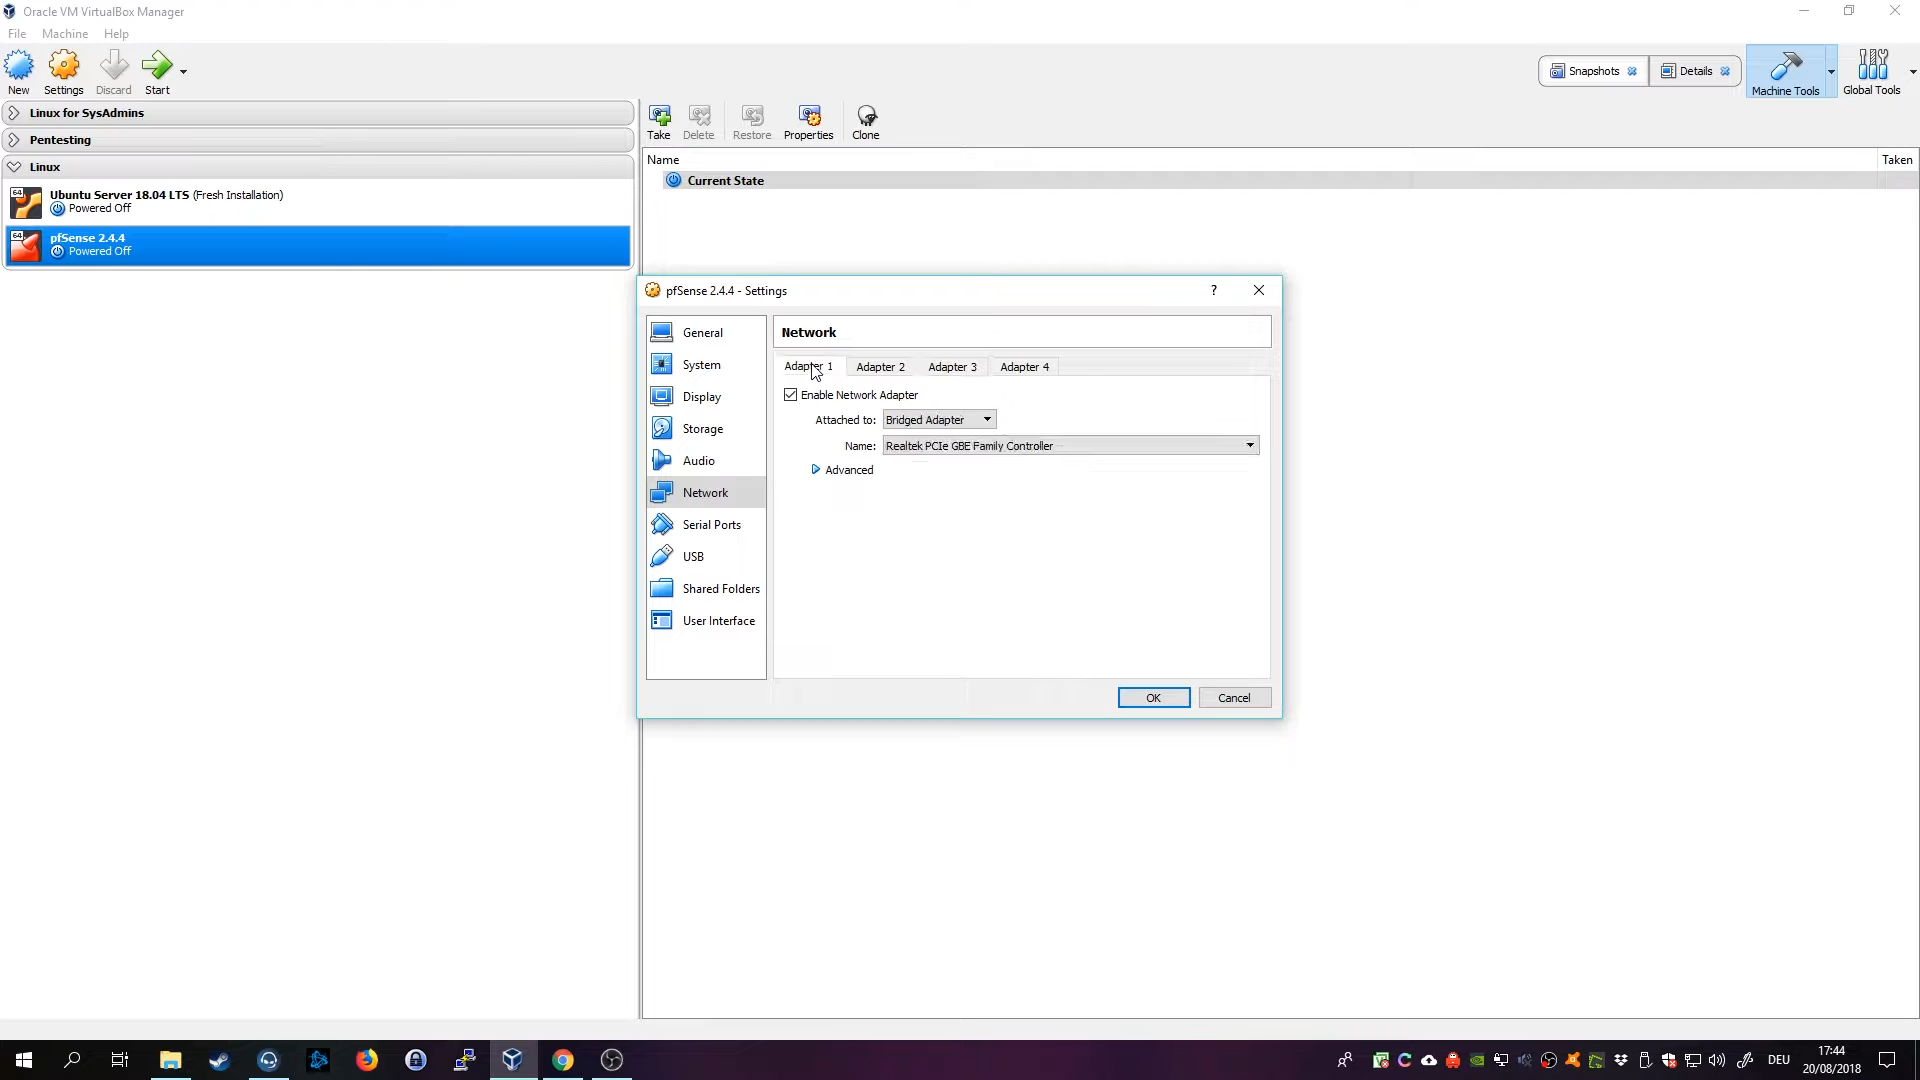 Oracle VM VirtualBox Manager
File Machine Help
New Settings Discard Start
Snapshots Details Machine Tools Global Tools
Linux for SysAdmins
Pentesting
Linux
64 Ubuntu Server 18.04 LTS (Fresh Installation)
Powered Off
64 pfSense 2.4.4
Powered Off
Take Delete Restore Properties Clone
Name Taken
Current State
pfSense 2.4.4 - Settings
?
General
System
Display
Storage
Audio
Network
Serial Ports
USB
Shared Folders
User Interface
Network
Adapter 1 Adapter 2 Adapter 3 Adapter 4
Enable Network Adapter
Attached to: Bridged Adapter
Name: Realtek PCIe GBE Family Controller
Advanced
OK Cancel
DEU
17:44
20/08/2018